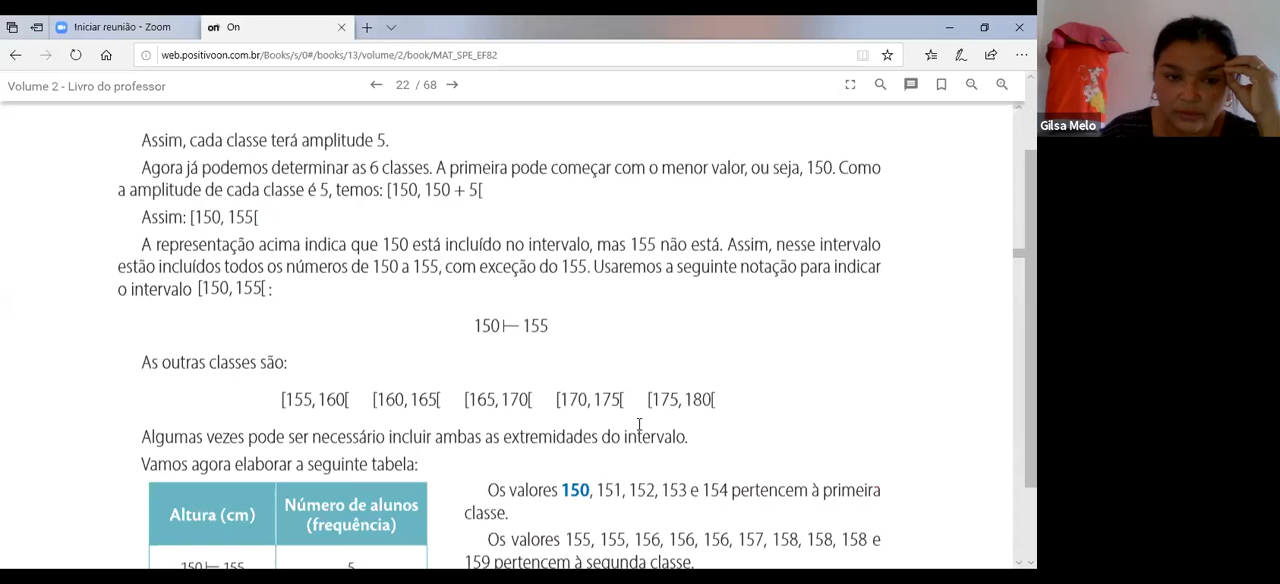 Iniciar reunião - Zoom
on On
web.positivoon.com.br/Books/s/0#/books/13/volume/2/book/MAT_SPE_EF82
Volume 2 - Livro do professor
22 / 68
Gilsa Melo
Assim, cada classe terá amplitude 5.
Agora já podemos determinar as 6 classes. A primeira pode começar com o menor valor, ou seja, 150. Como
a amplitude de cada classe é 5, temos: [150, 150 + 5[
Assim: [150, 155[
A representação acima indica que 150 está incluído no intervalo, mas 155 não está. Assim, nesse intervalo
estão incluídos todos os números de 150 a 155, com exceção do 155. Usaremos a seguinte notação para indicar
o intervalo [150, 155[ :
150 ⊢ 155
As outras classes são:
[155, 160[ [160, 165[ [165, 170[ [170, 175[ [175, 180[
Algumas vezes pode ser necessário incluir ambas as extremidades do intervalo.
Vamos agora elaborar a seguinte tabela:
Altura (cm)
Número de alunos
(frequência)
150 ⊢ 155
5
Os valores 150, 151, 152, 153 e 154 pertencem à primeira
classe.
Os valores 155, 155, 156, 156, 156, 157, 158, 158, 158 e
159 pertencem à segunda classe.